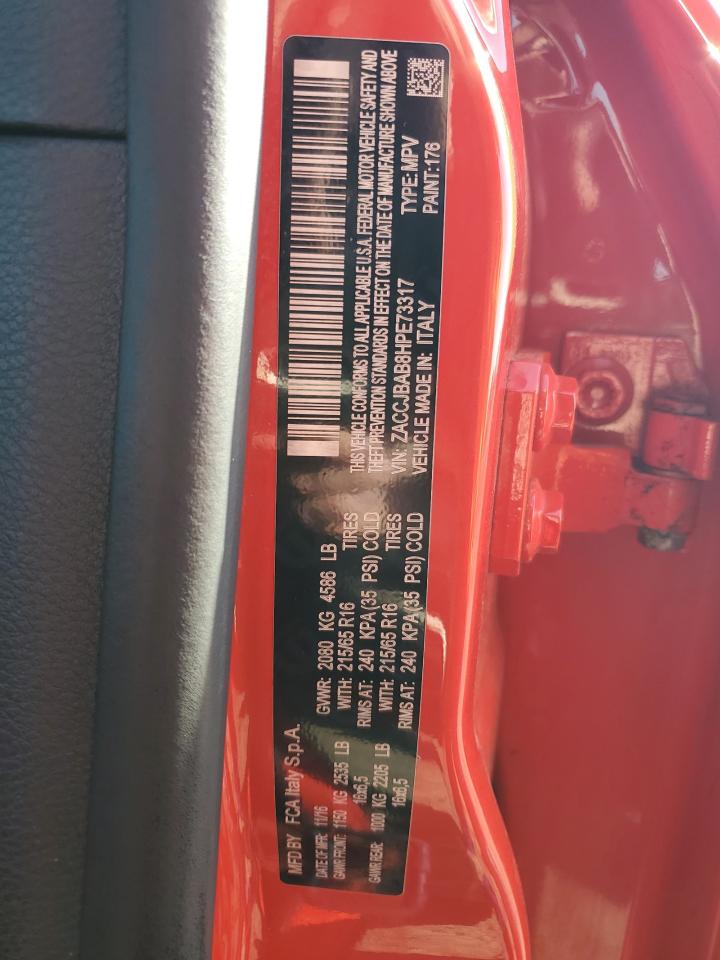 MFD BY FCA Italy S.p.A.
DATE OF MFR: 11/16 GVWR: 2080 KG 4586 LB
GAWR FRONT: 1150 KG 2535 LB WITH: 215/65 R16 TIRES
16x6,5 RIMS AT: 240 KPA(35 PSI) COLD
GAWR REAR: 1000 KG 2205 LB WITH: 215/65 R16 TIRES
16x6,5 RIMS AT: 240 KPA(35 PSI) COLD
THIS VEHICLE CONFORMS TO ALL APPLICABLE U.S.A. FEDERAL MOTOR VEHICLE SAFETY AND
THEFT PREVENTION STANDARDS IN EFFECT ON THE DATE OF MANUFACTURE SHOWN ABOVE
VIN: ZACCJBAB8HPE73317 TYPE: MPV
VEHICLE MADE IN: ITALY PAINT: 176